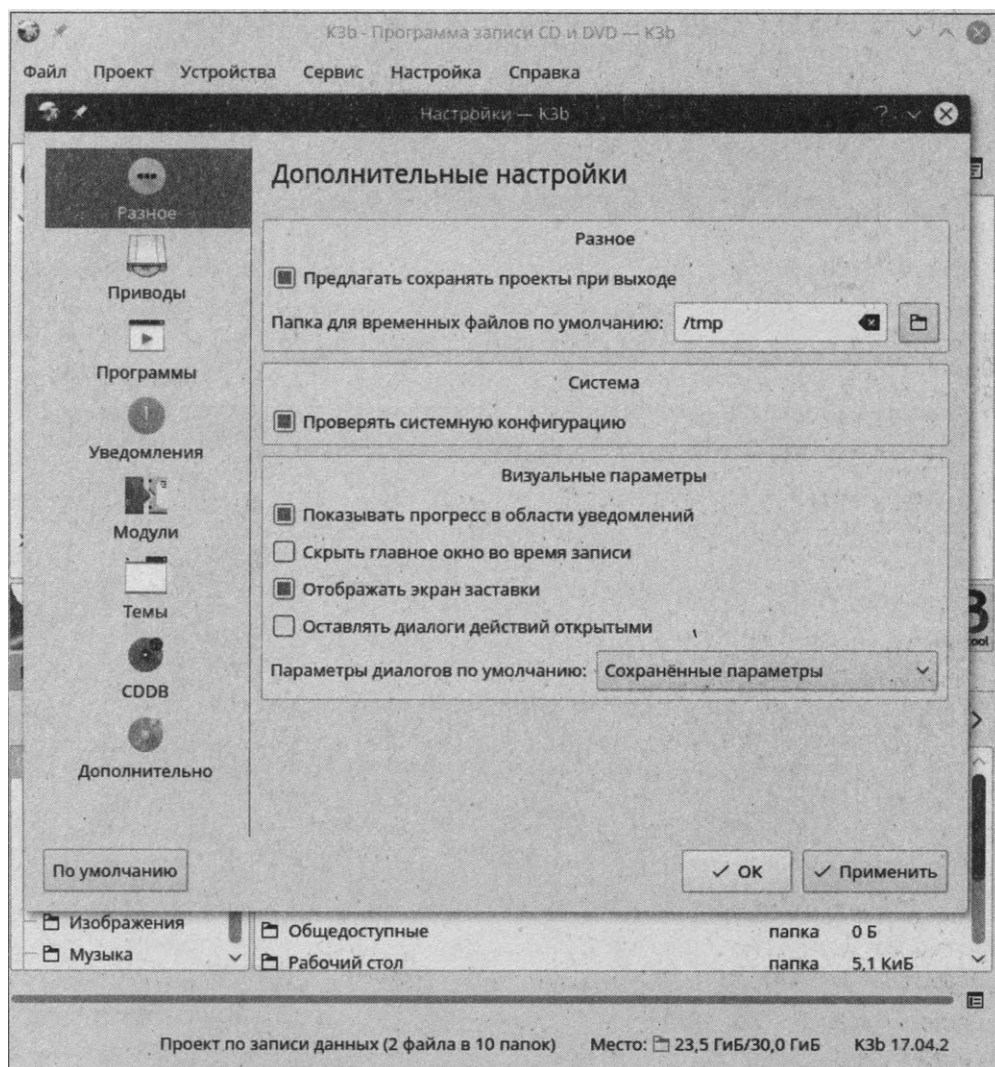 K3b - Программа записи CD и DVD — K3b
Файл Проект Устройства Сервис Настройка Справка
Настройки — K3b
Разное
Приводы
Программы
Уведомления
Модули
Темы
CDDB
Дополнительно
Дополнительные настройки
Разное
Предлагать сохранять проекты при выходе
Папка для временных файлов по умолчанию: /tmp
Система
Проверять системную конфигурацию
Визуальные параметры
Показывать прогресс в области уведомлений
Скрыть главное окно во время записи
Отображать экран заставки
Оставлять диалоги действий открытыми
Параметры диалогов по умолчанию: Сохранённые параметры
По умолчанию
ОК
Применить
Изображения
Музыка
Общедоступные папка 0 Б
Рабочий стол папка 5,1 КиБ
Проект по записи данных (2 файла в 10 папок) Место: 23,5 ГиБ/30,0 ГиБ K3b 17.04.2